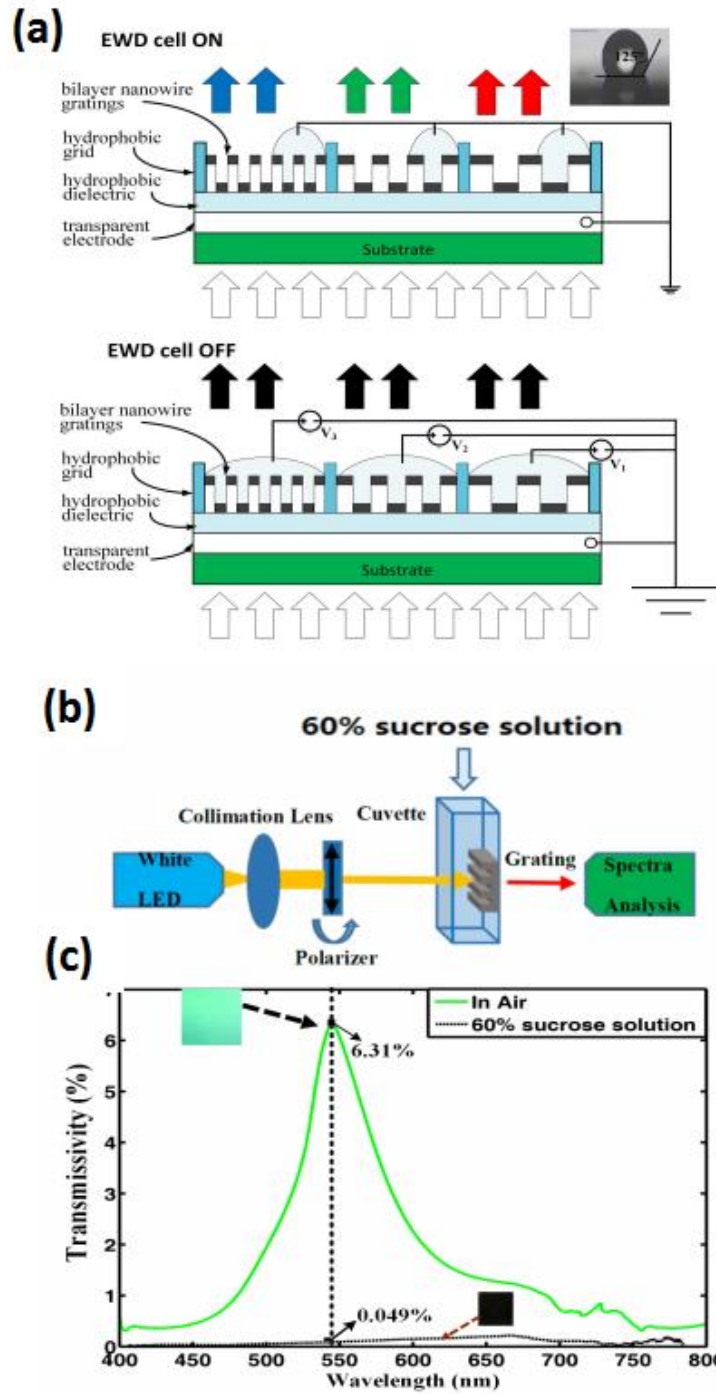 (a)
EWD cell ON
125°
bilayer nanowire
gratings
hydrophobic
grid
hydrophobic
dielectric
transparent
electrode
Substrate
EWD cell OFF
bilayer nanowire
gratings
V3
V2
V1
hydrophobic
grid
hydrophobic
dielectric
transparent
electrode
Substrate
(b)
60% sucrose solution
Collimation Lens
Cuvette
White
LED
Grating
Spectra
Analysis
Polarizer
(c)
Transmissivity (%)
7
6
5
4
3
2
1
0
In Air
60% sucrose solution
6.31%
0.049%
400 450 500 550 600 650 700 750 800
Wavelength (nm)